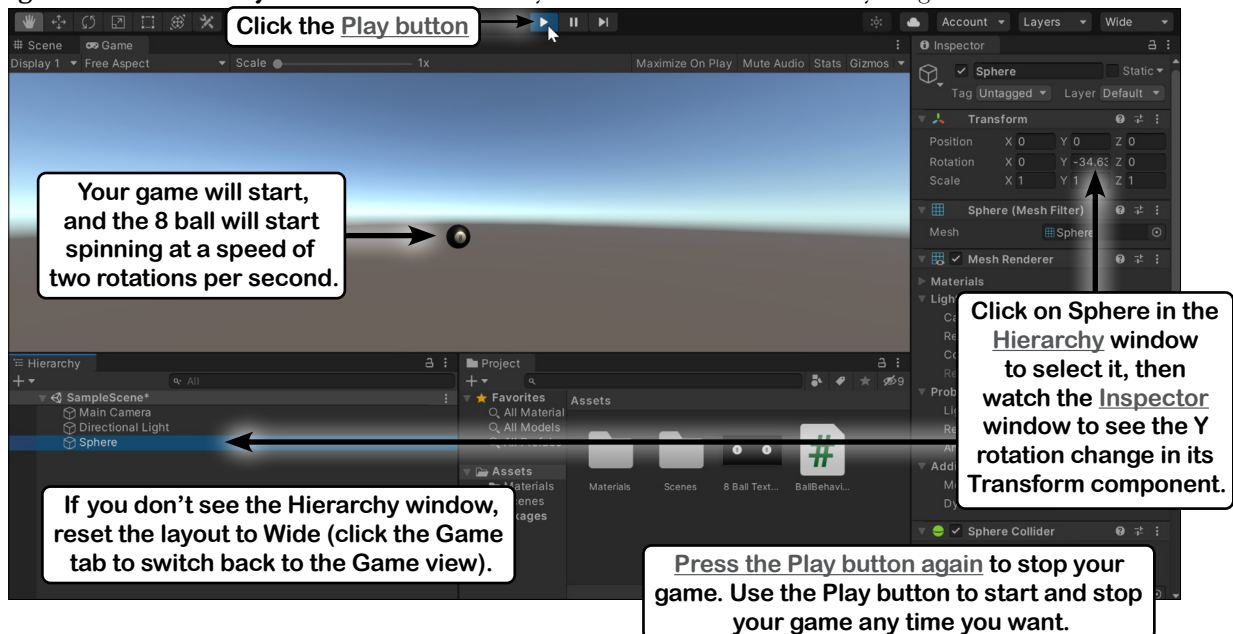 Click the Play button
Account Layers Wide
Scene Game
Display 1 Free Aspect Scale 1x Maximize On Play Mute Audio Stats Gizmos
Your game will start,
and the 8 ball will start
spinning at a speed of
two rotations per second.
Inspector
Sphere Static
Tag Untagged Layer Default
Transform
Position X 0 Y 0 Z 0
Rotation X 0 Y -34.63 Z 0
Scale X 1 Y 1 Z 1
Sphere (Mesh Filter)
Mesh Sphere
Mesh Renderer
Materials
Click on Sphere in the
Hierarchy window
to select it, then
watch the Inspector
window to see the Y
rotation change in its
Transform component.
Sphere Collider
Hierarchy
All
SampleScene*
Main Camera
Directional Light
Sphere
If you don’t see the Hierarchy window,
reset the layout to Wide (click the Game
tab to switch back to the Game view).
Project
9
Favorites
All Material
All Models
Assets
Materials
Assets
Materials Scenes 8 Ball Text... BallBehavi...
Press the Play button again to stop your
game. Use the Play button to start and stop
your game any time you want.